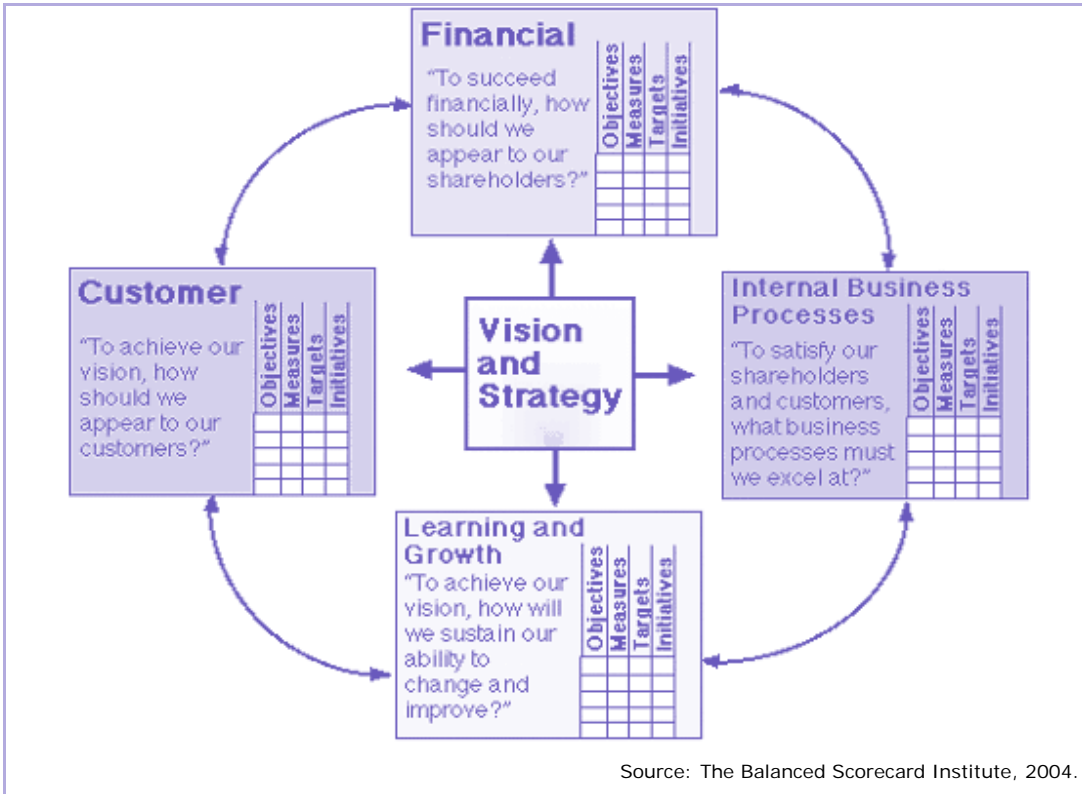 Financial
“To succeed
financially, how
should we
appear to our
shareholders?”
Objectives
Measures
Targets
Initiatives
Customer
“To achieve our
vision, how
should we
appear to our
customers?”
Objectives
Measures
Targets
Initiatives
Vision
and
Strategy
Internal Business
Processes
“To satisfy our
shareholders
and customers,
what business
processes must
we excel at?”
Objectives
Measures
Targets
Initiatives
Learning and
Growth
“To achieve our
vision, how will
we sustain our
ability to
change and
improve?”
Objectives
Measures
Targets
Initiatives
Source: The Balanced Scorecard Institute, 2004.